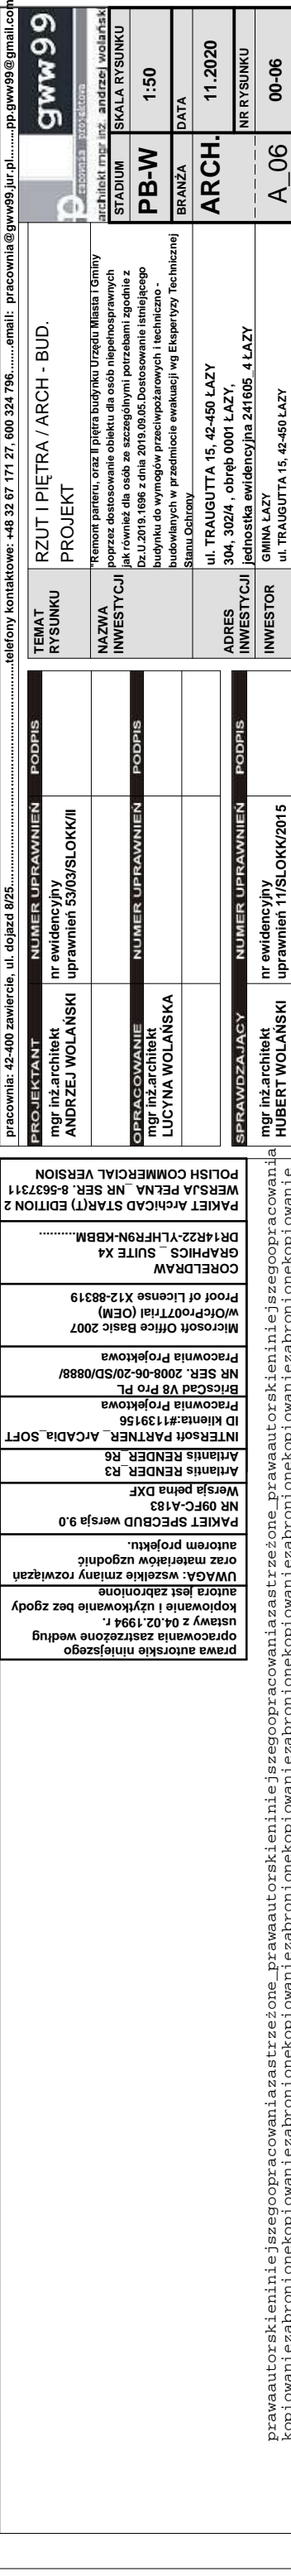 pracownia: 42-400 zawiercie, ul. dojazd 8/25..........telefony kontaktowe: +48 32 67 171 27, 600 324 796........email: pracownia@gww99.jur.pl........pp.gww99@gmail.com
PROJEKTANT NUMER UPRAWNIEŃ PODPIS
mgr inż.architekt
ANDRZEJ WOLAŃSKI
nr ewidencyjny
uprawnień 53/03/SLOKK/II
OPRACOWANIE NUMER UPRAWNIEŃ PODPIS
mgr inż.architekt
LUCYNA WOLAŃSKA
SPRAWDZAJĄCY NUMER UPRAWNIEŃ PODPIS
mgr inż.architekt
HUBERT WOLAŃSKI
nr ewidencyjny
uprawnień 11/SLOKK/2015
TEMAT
RYSUNKU
RZUT I PIĘTRA / ARCH - BUD.
PROJEKT
NAZWA
INWESTYCJI
"Remont parteru, oraz II piętra budynku Urzędu Miasta i Gminy
poprzez dostosowanie obiektu dla osób niepełnosprawnych
jak również dla osób ze szczególnymi potrzebami zgodnie z
Dz.U.2019.1696 z dnia 2019.09.05.Dostosowanie istniejącego
budynku do wymogów przeciwpożarowych i techniczno -
budowlanych w przedmiocie ewakuacji wg Ekspertyzy Technicznej
Stanu Ochrony
ADRES
INWESTYCJI
ul. TRAUGUTTA 15, 42-450 ŁAZY
304, 302/4 , obręb 0001 ŁAZY,
jednostka ewidencyjna 241605_4 ŁAZY
INWESTOR
GMINA ŁAZY
ul. TRAUGUTTA 15, 42-450 ŁAZY
gww99
pracownia projektowa
architekt mgr inż. andrzej wolański
STADIUM SKALA RYSUNKU
PB-W 1:50
BRANŻA DATA
ARCH. 11.2020
NR RYSUNKU
A_06 00-06
prawa autorskie niniejszego
opracowania zastrzeżone według
ustawy z 04.02.1994 r.
kopiowanie i użytkowanie bez zgody
autora jest zabronione
UWAGA: wszelkie zmiany rozwiązań
oraz materiałów uzgodnić
autorem projektu.
PAKIET SPECBUD wersja 9.0
NR 09FC-A183
Wersja pełna DXF
Artlantis RENDER_R3
Artlantis RENDER_R6
INTERsoft PARTNER_ ARCADia_SOFT
ID klienta:#1139156
Pracownia Projektowa
BricsCad V8 Pro PL
NR SER. 2008-06-20/SD/0888/
Pracownia Projektowa
Microsoft Office Basic 2007
w/OfcPro07Trial (OEM)
Proof of License X12-88319
CORELDRAW
GRAPHICS _ SUITE X4
DR14R22-VLHFR9N-KBBM..........
PAKIET ArchiCAD STAR(T) EDITION 2
WERSJA PEŁNA _NR SER. 8-5637311
POLISH COMMERCIAL VERSION
prawaautorskieniniejszegoopracowaniazastrzeżone_prawaautorskieniniejszegoopracowaniazastrzeżone_prawaautorskieniniejszegoopracowania
kopiowaniezabronionekopiowaniezabronionekopiowaniezabronionekopiowaniezabronionekopiowaniezabronionekopiowaniezabronionekopiowanie